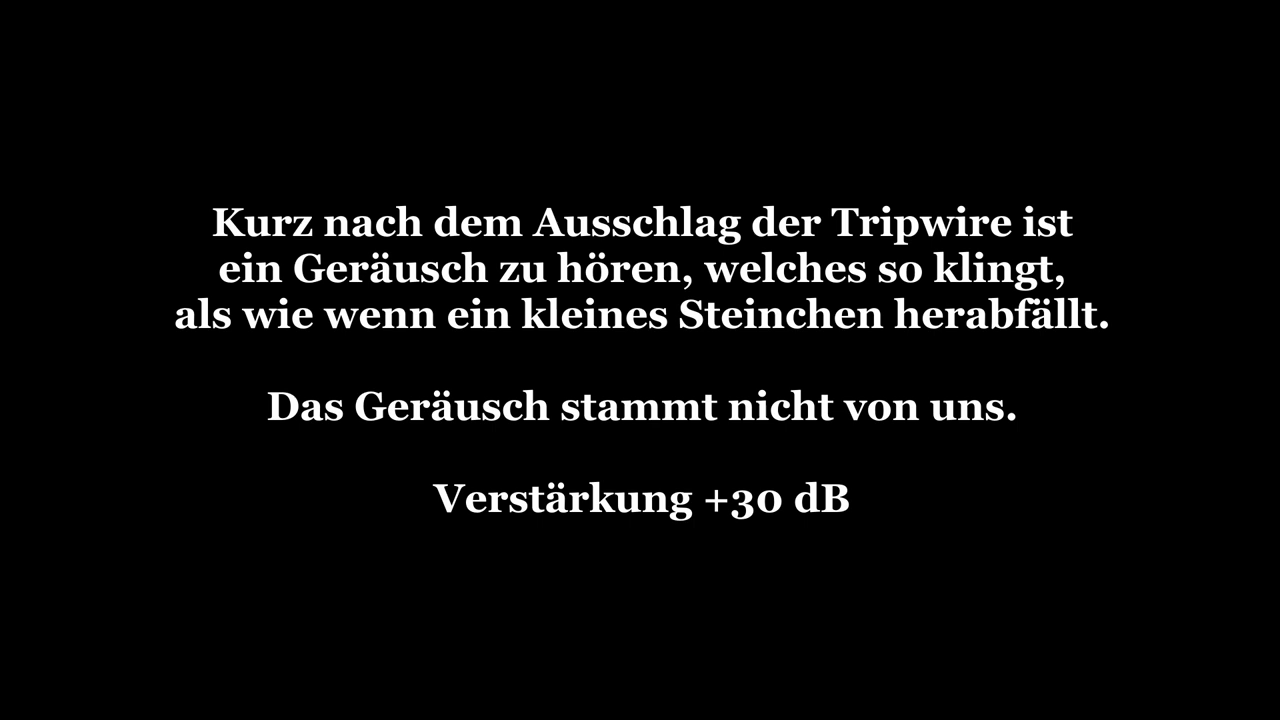 Kurz nach dem Ausschlag der Tripwire ist
ein Geräusch zu hören, welches so klingt,
als wie wenn ein kleines Steinchen herabfällt.
Das Geräusch stammt nicht von uns.
Verstärkung +30 dB